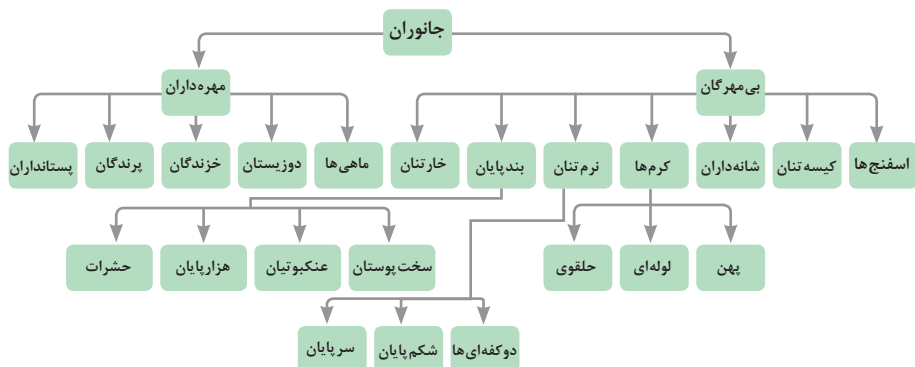 جانوران
بی‌مهرگان
مهره‌داران
اسفنج‌ها
کیسه‌تنان
شانه‌داران
کرم‌ها
نرم‌تنان
بندپایان
خارتنان
ماهی‌ها
دوزیستان
خزندگان
پرندگان
پستانداران
پهن
لوله‌ای
حلقوی
سخت‌پوستان
عنکبوتیان
هزارپایان
حشرات
دوکفه‌ای‌ها
شکم‌پایان
سرپایان